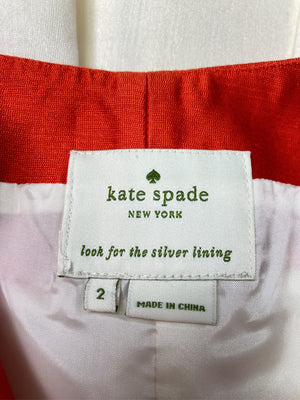 kate spade
NEW YORK
look for the silver lining
2
MADE IN CHINA